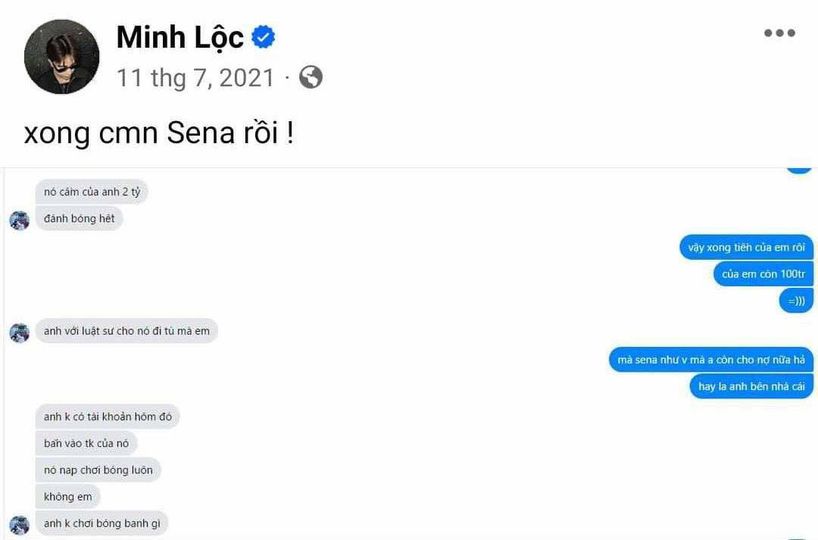 Minh Lộc
11 thg 7, 2021 ·
xong cmn Sena rồi !
nó cầm của anh 2 tỷ
đánh bóng hết
vậy xong tiền của em rồi
của em còn 100tr
=)))
anh với luật sư cho nó đi tù mà em
mà sena như v mà a còn cho nợ nữa hả
hay la anh bên nhà cái
anh k có tài khoản hôm đó
bắn vào tk của nó
nó nap chơi bóng luôn
không em
anh k chơi bóng banh gì